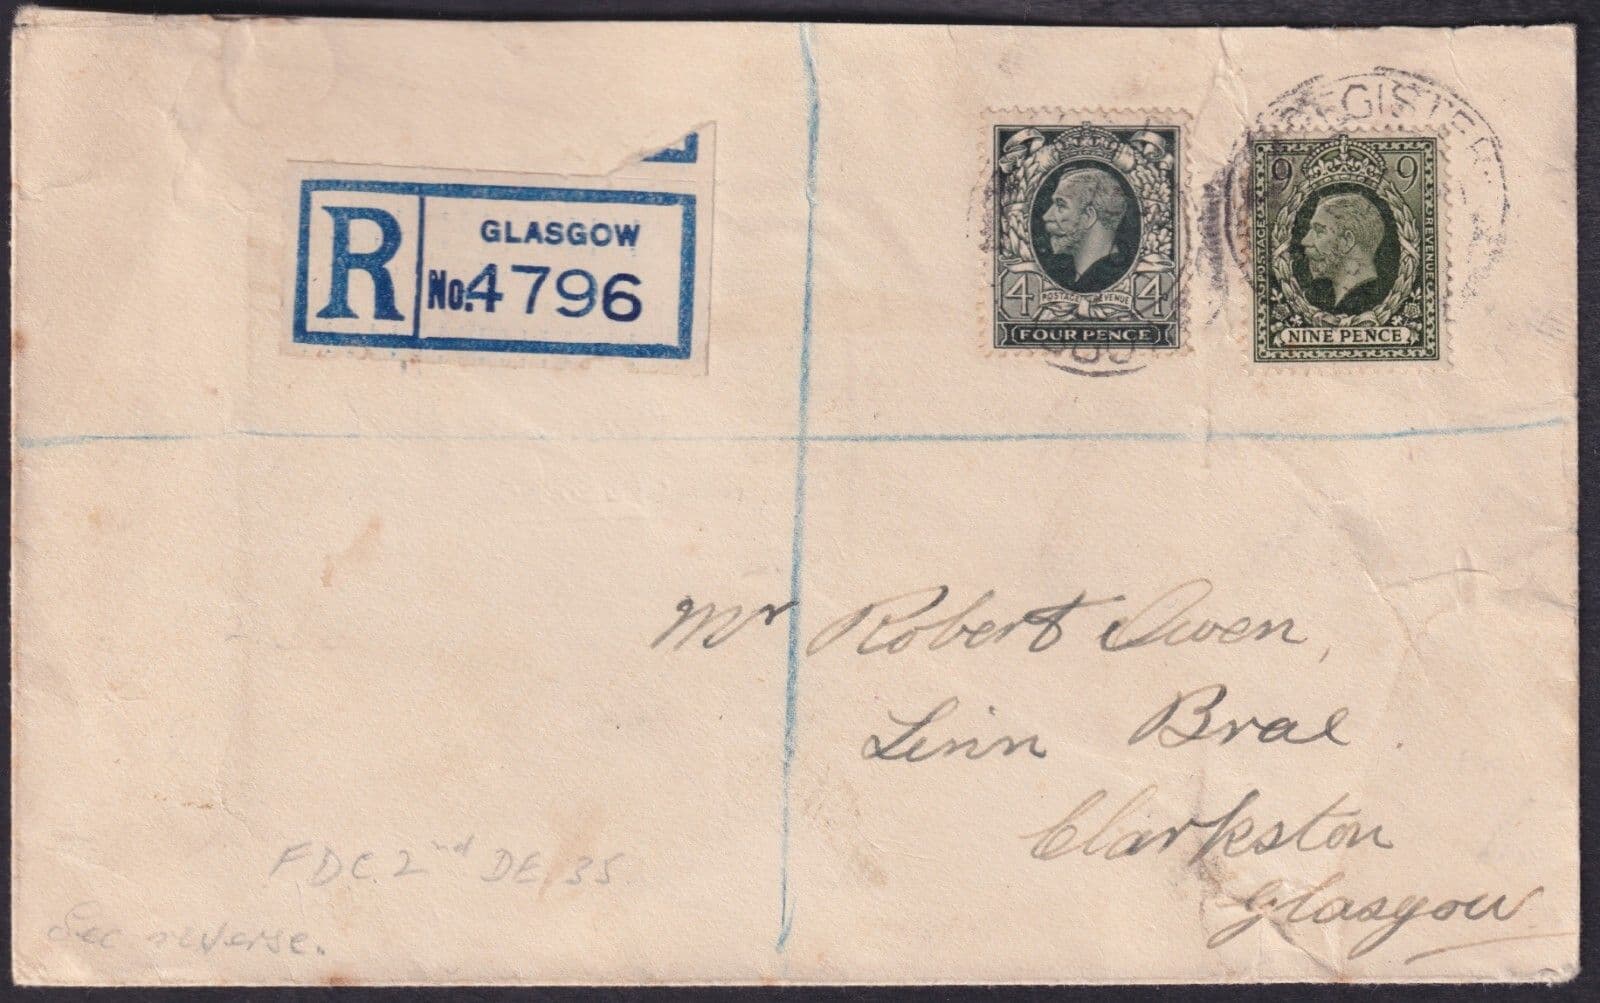 REGISTER
R
GLASGOW
No. 4796
4 POSTAGE REVENUE 4
FOUR PENCE
9 9
POSTAGE REVENUE
NINE PENCE
Mr Robert Owen,
Linn Brae.
Clarkston
Glasgow
FDC. 2nd DE 35
See reverse.